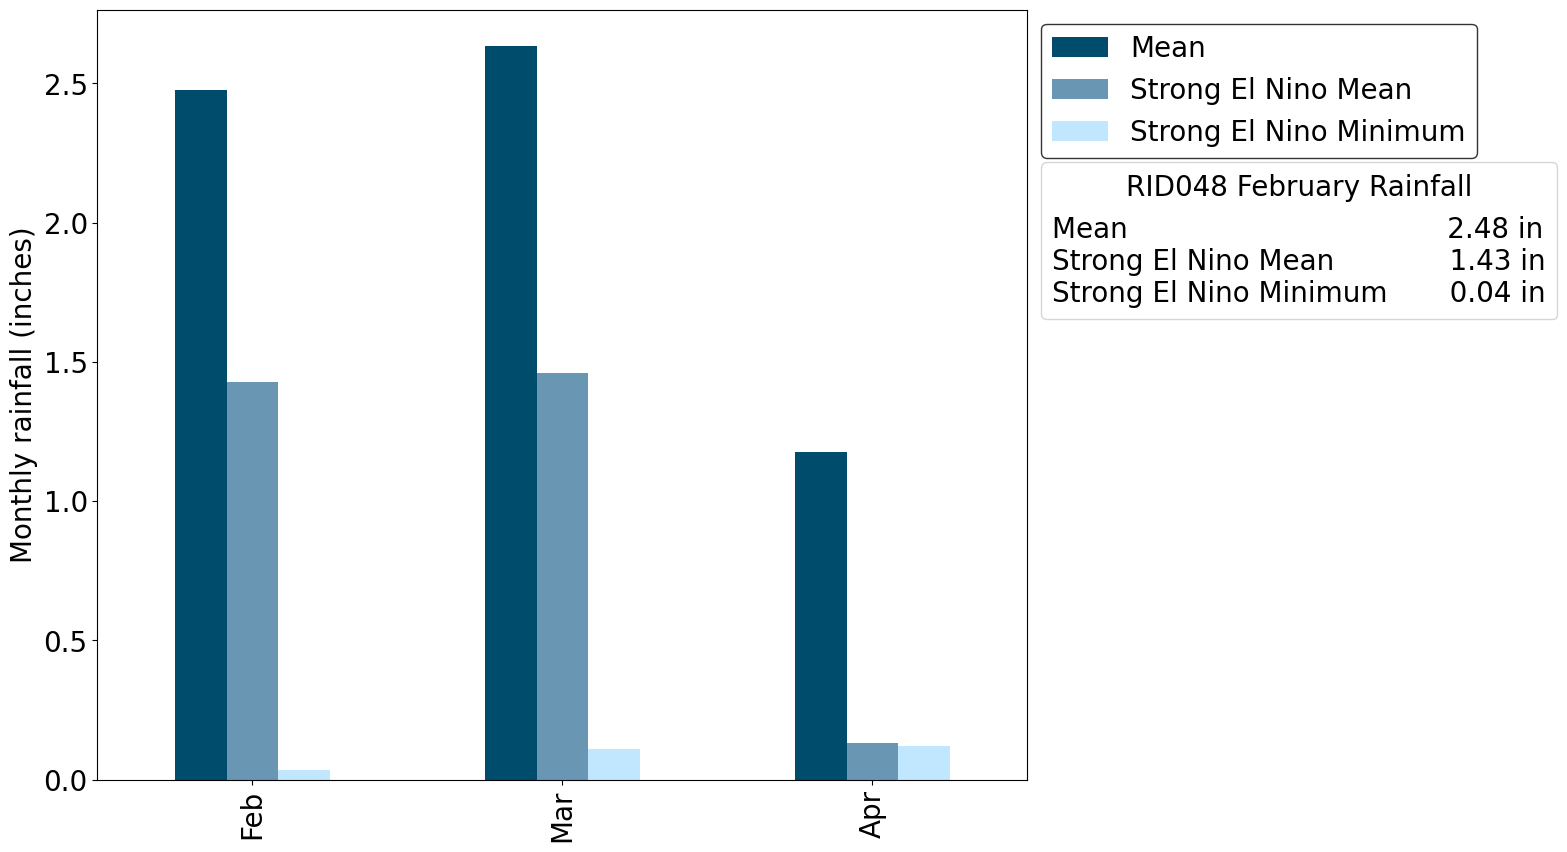 Monthly rainfall (inches)
2.5
2.0
1.5
1.0
0.5
0.0
Feb
Mar
Apr
Mean
Strong El Nino Mean
Strong El Nino Minimum
RID048 February Rainfall
Mean 2.48 in
Strong El Nino Mean 1.43 in
Strong El Nino Minimum 0.04 in